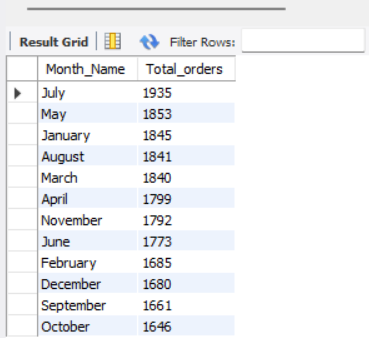 Result Grid Filter Rows:
Month_Name Total_orders
July 1935
May 1853
January 1845
August 1841
March 1840
April 1799
November 1792
June 1773
February 1685
December 1680
September 1661
October 1646